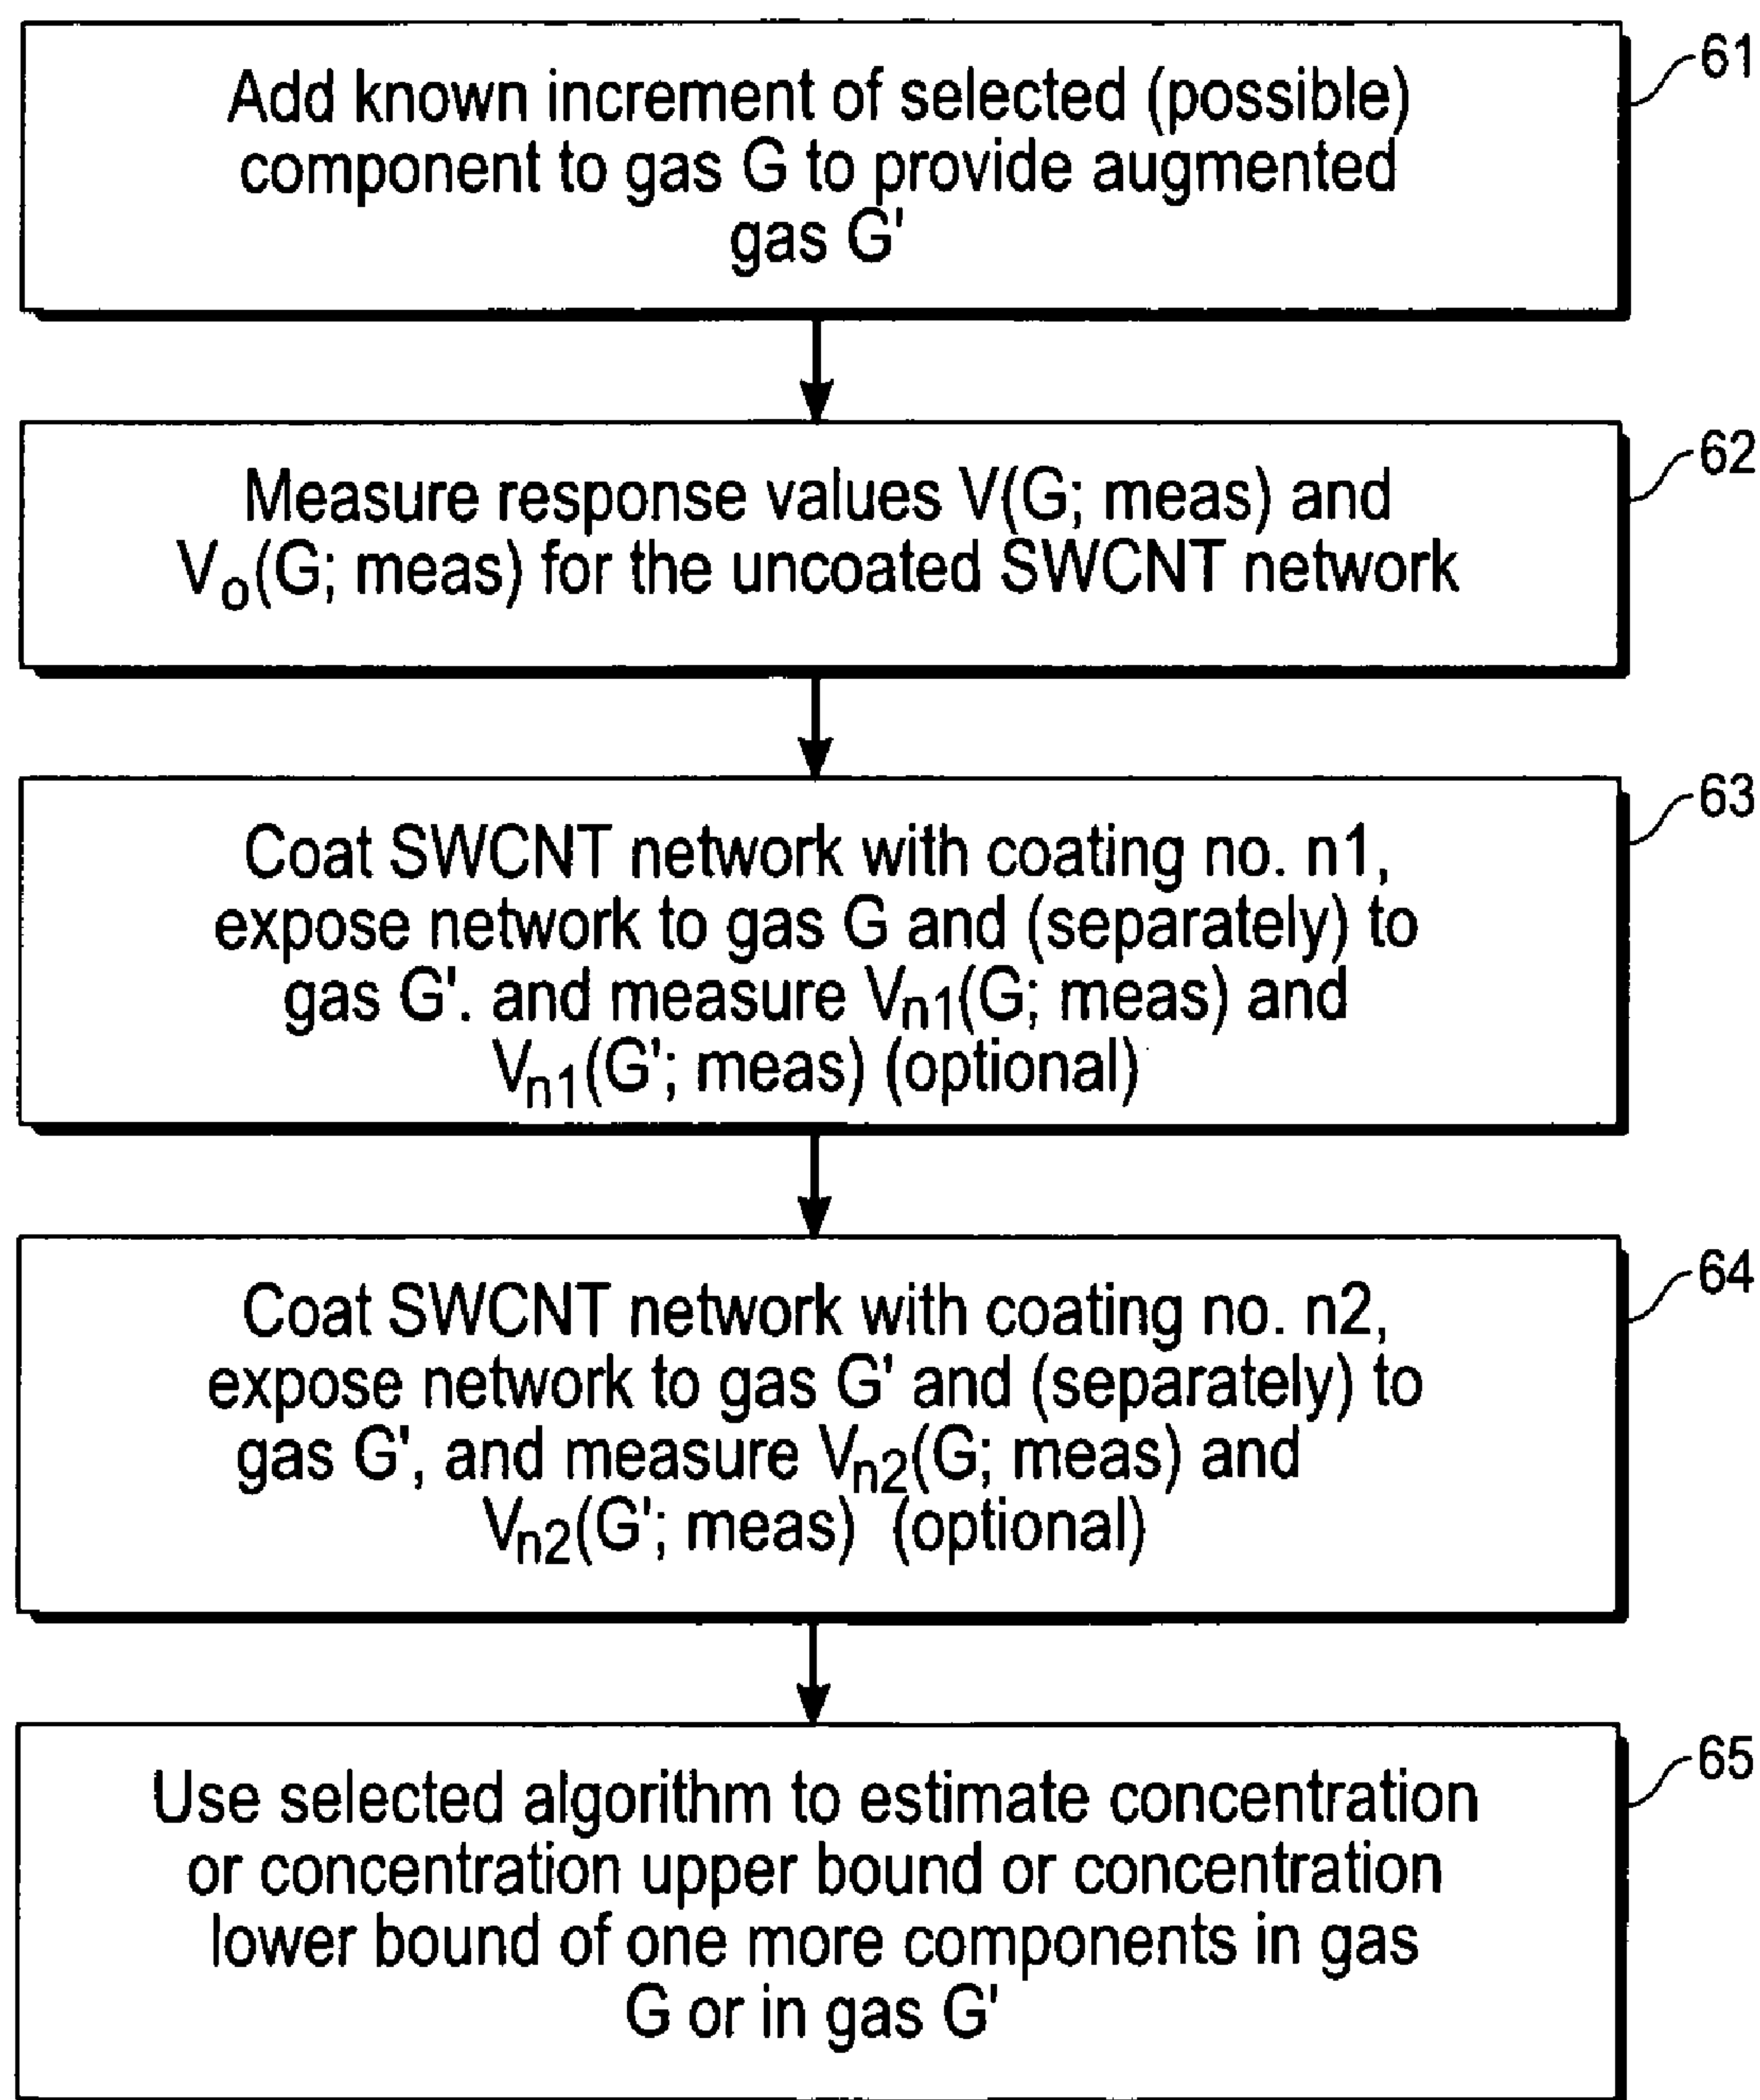 Add known increment of selected (possible)
component to gas G to provide augmented
gas G'
61
Measure response values V(G; meas) and
Vo(G; meas) for the uncoated SWCNT network
62
Coat SWCNT network with coating no. n1,
expose network to gas G and (separately) to
gas G'. and measure Vn1(G; meas) and
Vn1(G'; meas) (optional)
63
Coat SWCNT network with coating no. n2,
expose network to gas G' and (separately) to
gas G', and measure Vn2(G; meas) and
Vn2(G'; meas) (optional)
64
Use selected algorithm to estimate concentration
or concentration upper bound or concentration
lower bound of one more components in gas
G or in gas G'
65